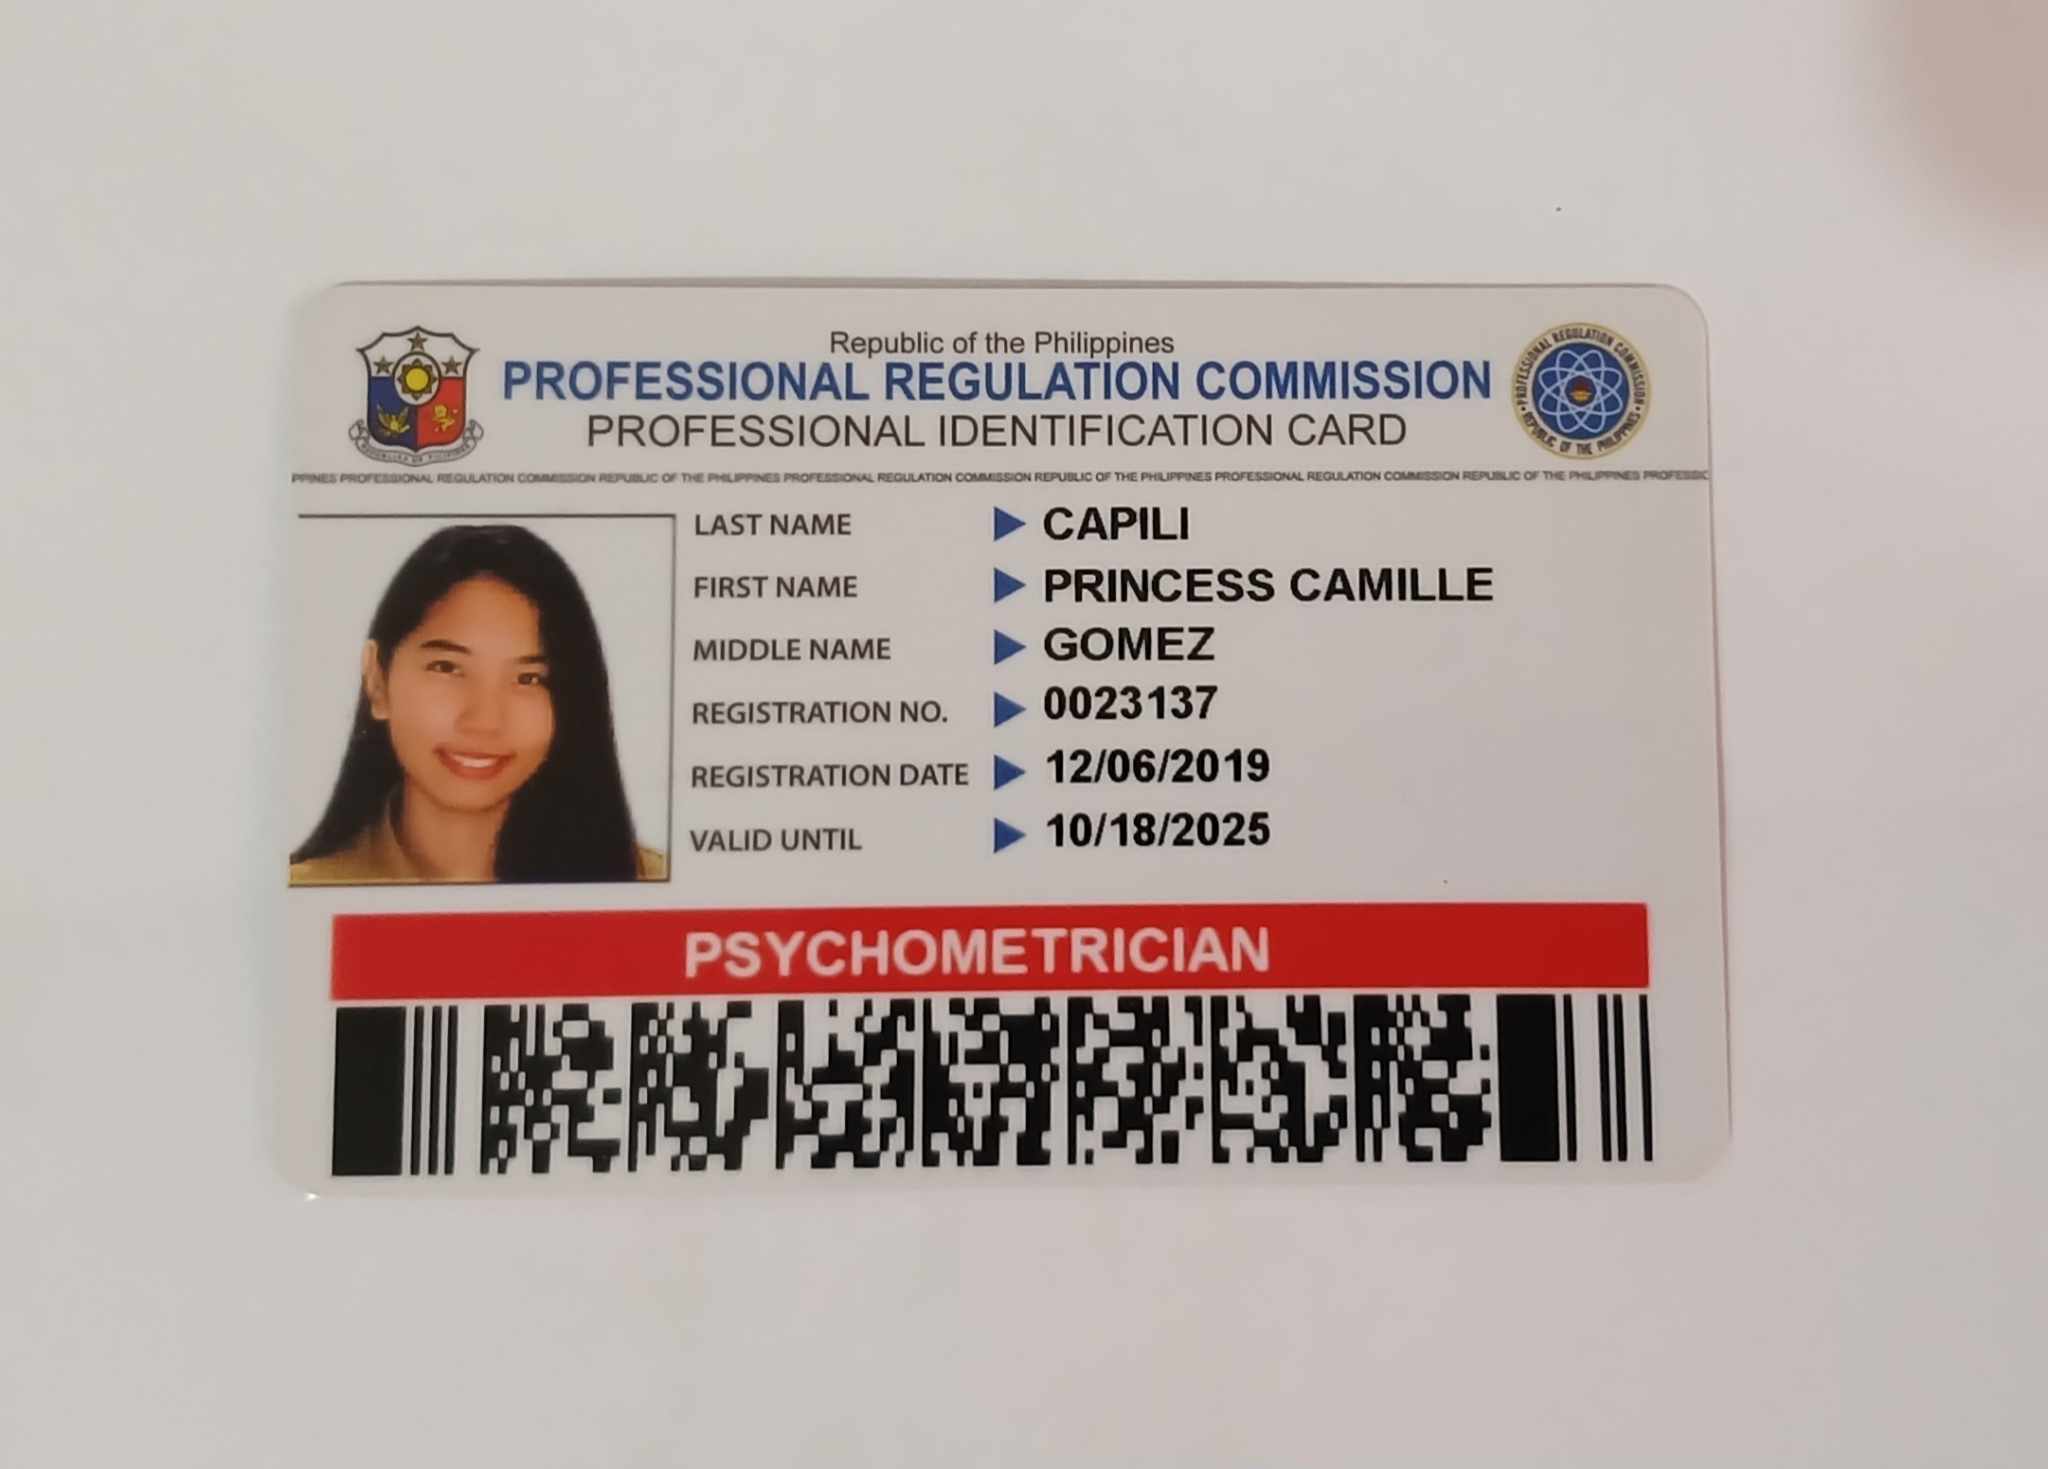 Republic of the Philippines
PROFESSIONAL REGULATION COMMISSION
PROFESSIONAL IDENTIFICATION CARD
PROFESSIONAL REGULATION COMMISSION
REPUBLIC OF THE PHILIPPINES
PPINES PROFESSIONAL REGULATION COMMISSION REPUBLIC OF THE PHILIPPINES PROFESSIONAL REGULATION COMMISSION REPUBLIC OF THE PHILIPPINES PROFESSIONAL REGULATION COMMISSION REPUBLIC OF THE PHILIPPINES PROFESSIC
LAST NAME CAPILI
FIRST NAME PRINCESS CAMILLE
MIDDLE NAME GOMEZ
REGISTRATION NO. 0023137
REGISTRATION DATE 12/06/2019
VALID UNTIL 10/18/2025
PSYCHOMETRICIAN